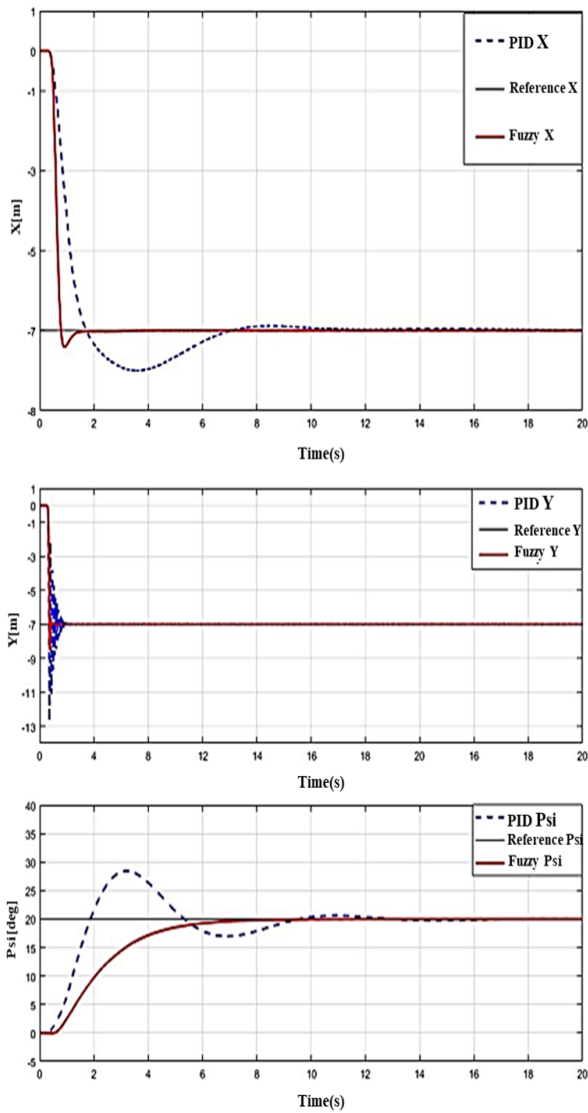 1
0
-1
-3
-5
-7
-8
X[m]
PID X
Reference X
Fuzzy X
0 2 4 6 8 10 12 14 16 18 20
Time(s)
1
0
-1
-3
-5
-7
-9
-11
-13
Y[m]
PID Y
Reference Y
Fuzzy Y
0 4 8 12 14 16 18 20
Time(s)
40
35
30
25
20
15
10
5
0
-5
Psi[deg]
PID Psi
Reference Psi
Fuzzy Psi
0 2 4 6 8 10 12 14 16 18 20
Time(s)